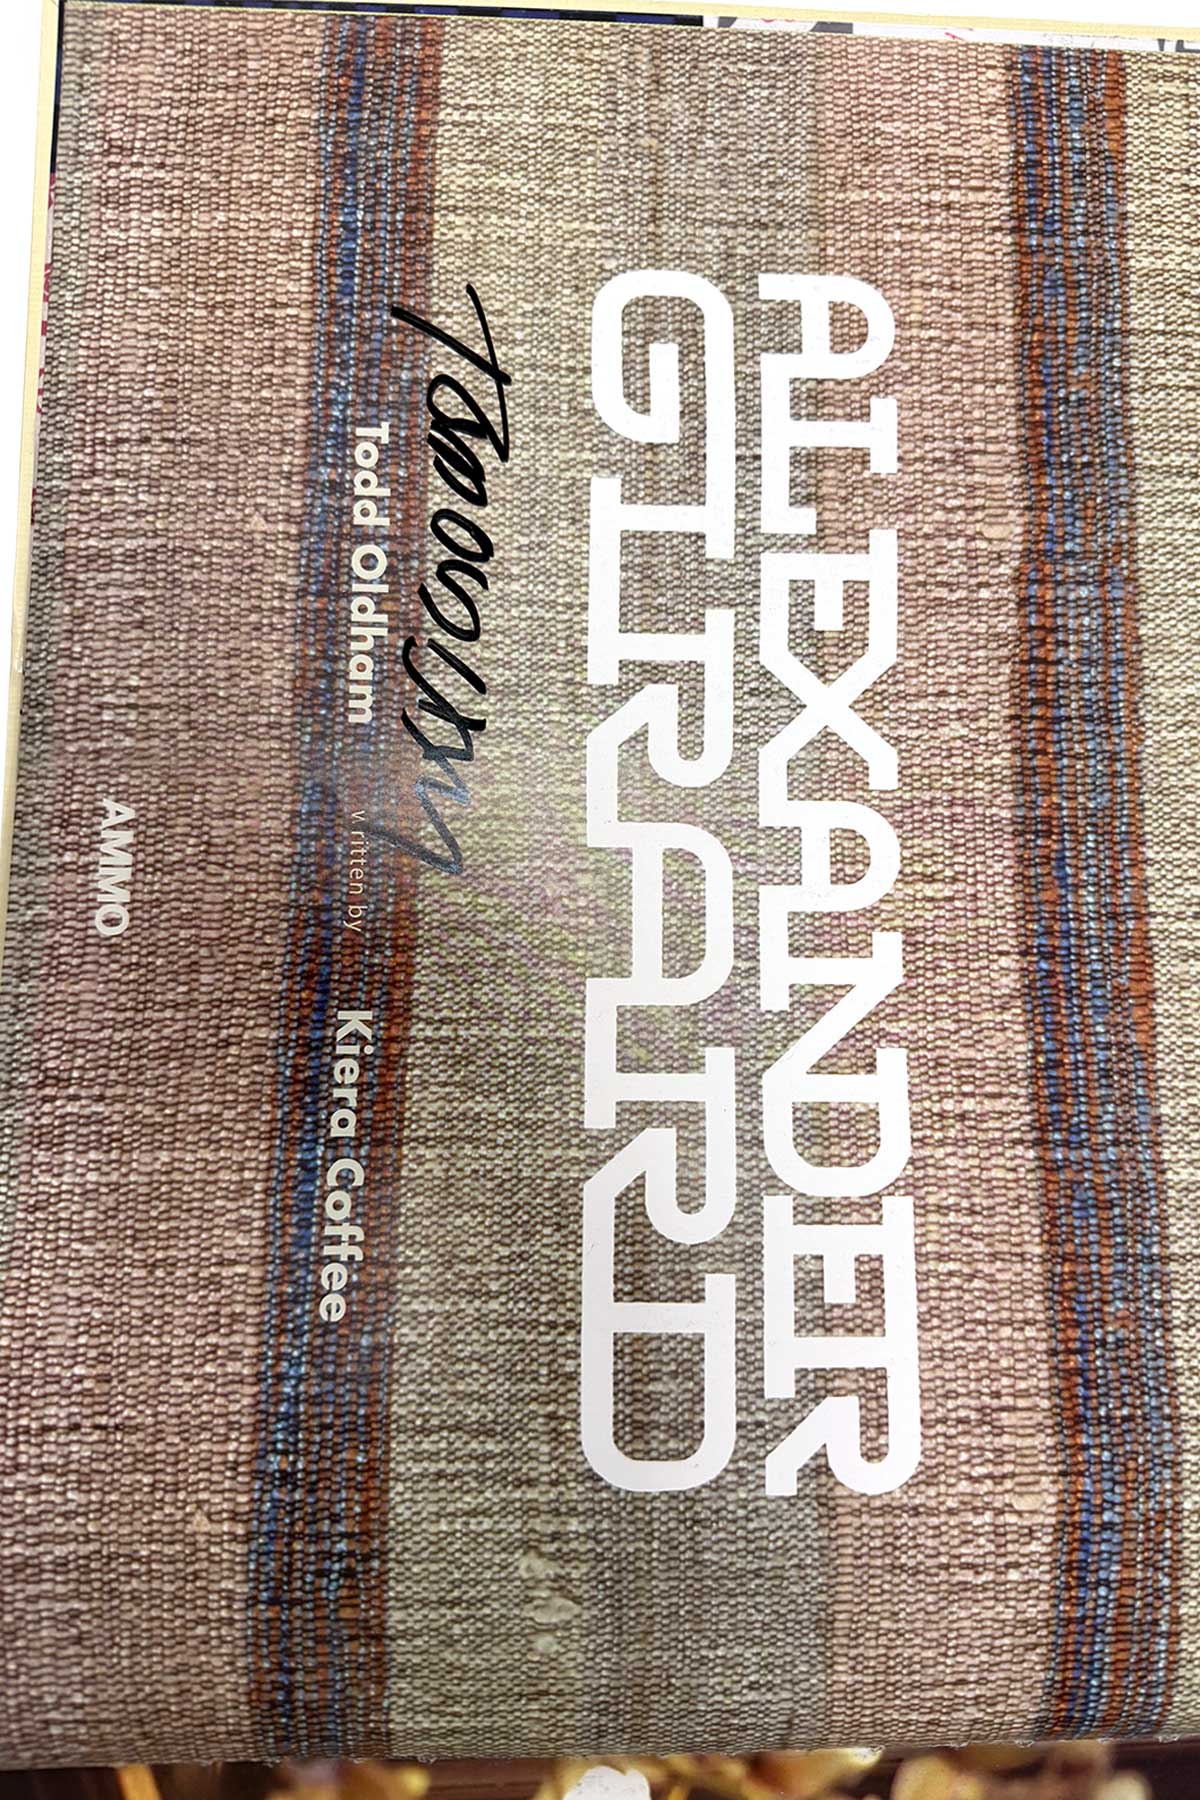 ALEXANDER
GIRARD
Todd Oldham written by Kiera Coffee
AMMO